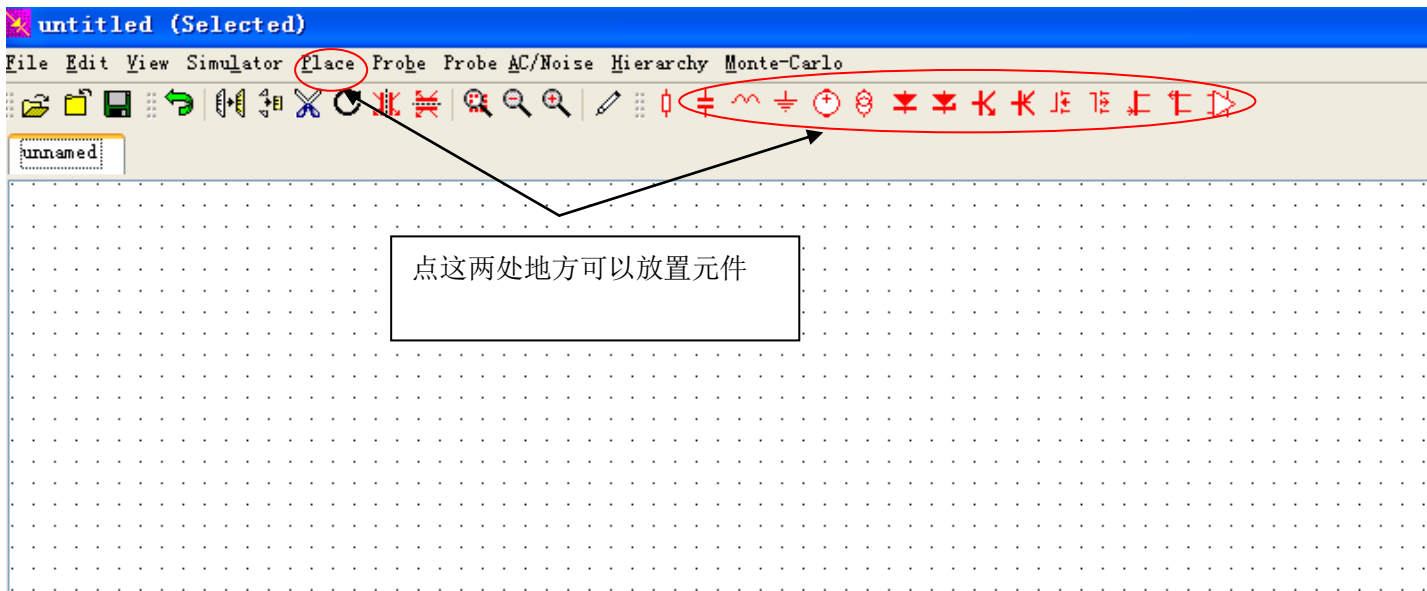 untitled (Selected)
File Edit View Simulator Place Probe Probe AC/Noise Hierarchy Monte-Carlo
unnamed
点这两处地方可以放置元件